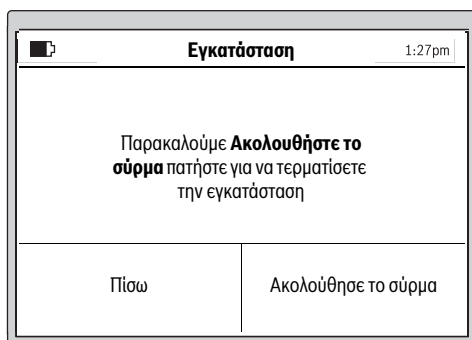 Εγκατάσταση 1:27pm
Παρακαλούμε Ακολουθήστε το
σύρμα πατήστε για να τερματίσετε
την εγκατάσταση
Πίσω Ακολούθησε το σύρμα